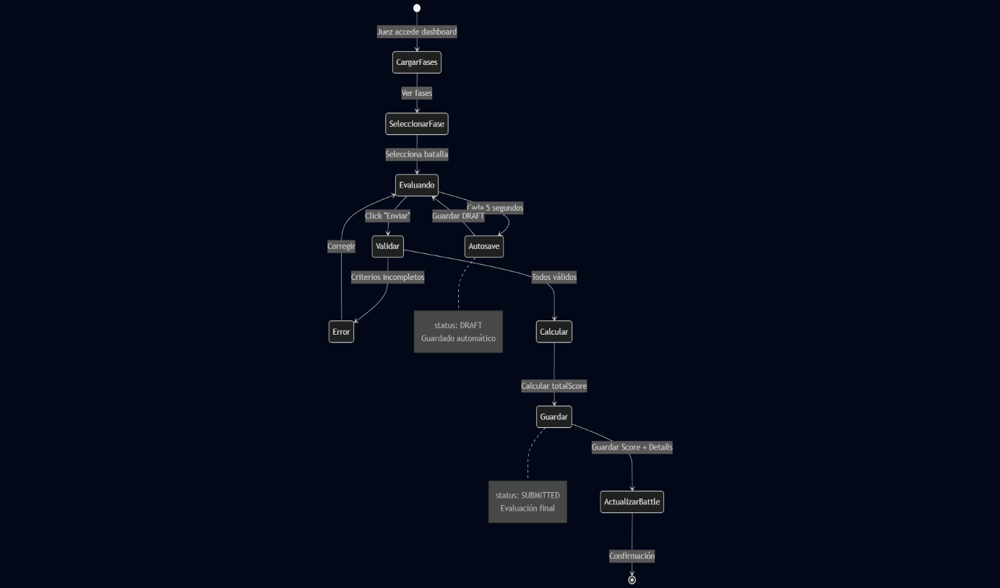 Juez accede dashboard
CargarFases
Ver fases
SeleccionarFase
Selecciona batalla
Evaluando
Cada 5 segundos
Click "Enviar"
Guardar DRAFT
Corregir
Validar
Autosave
Criterios incompletos
Todos válidos
status: DRAFT
Guardado automático
Error
Calcular
Calcular totalScore
Guardar
Guardar Score + Details
status: SUBMITTED
Evaluación final
ActualizarBattle
Confirmación